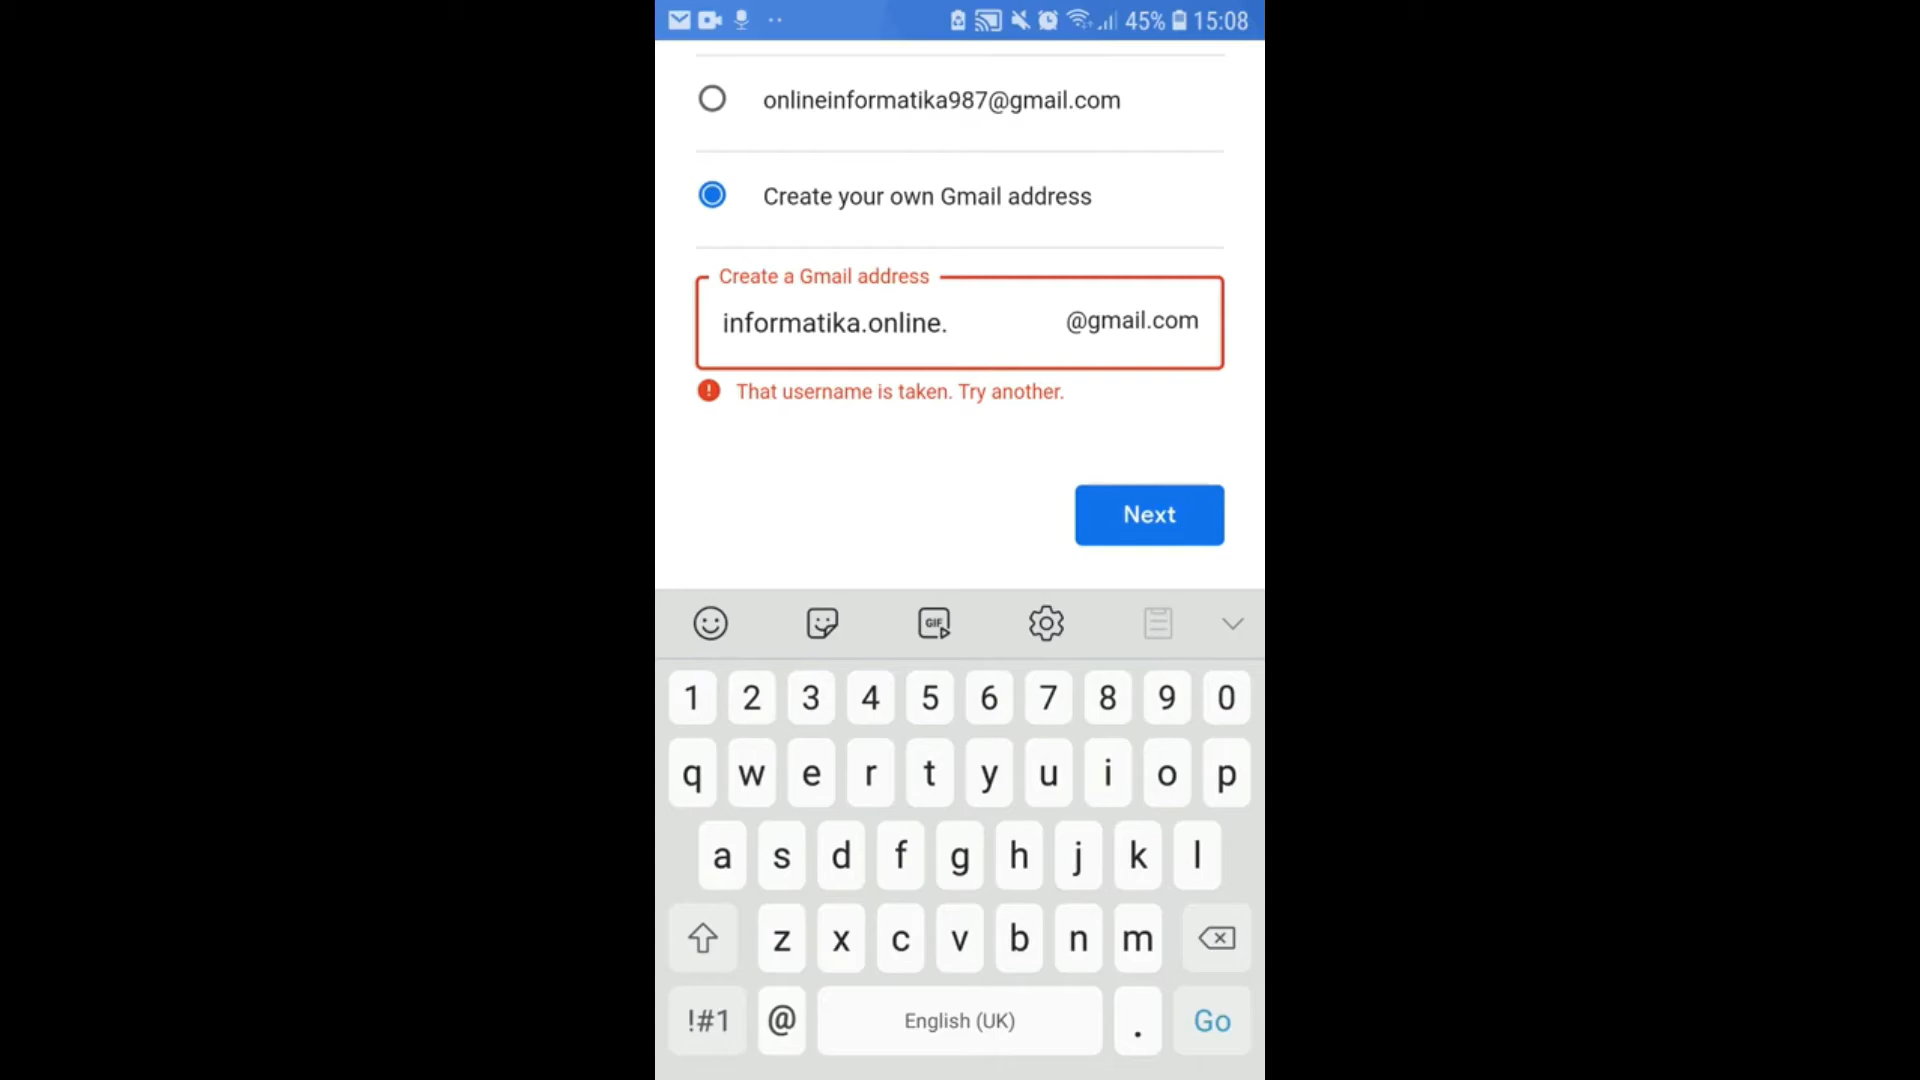 45% 15:08
onlineinformatika987@gmail.com
Create your own Gmail address
Create a Gmail address
informatika.online. @gmail.com
! That username is taken. Try another.
Next
GIF
1 2 3 4 5 6 7 8 9 0
q w e r t y u i o p
a s d f g h j k l
z x c v b n m
!#1 @ English (UK) . Go